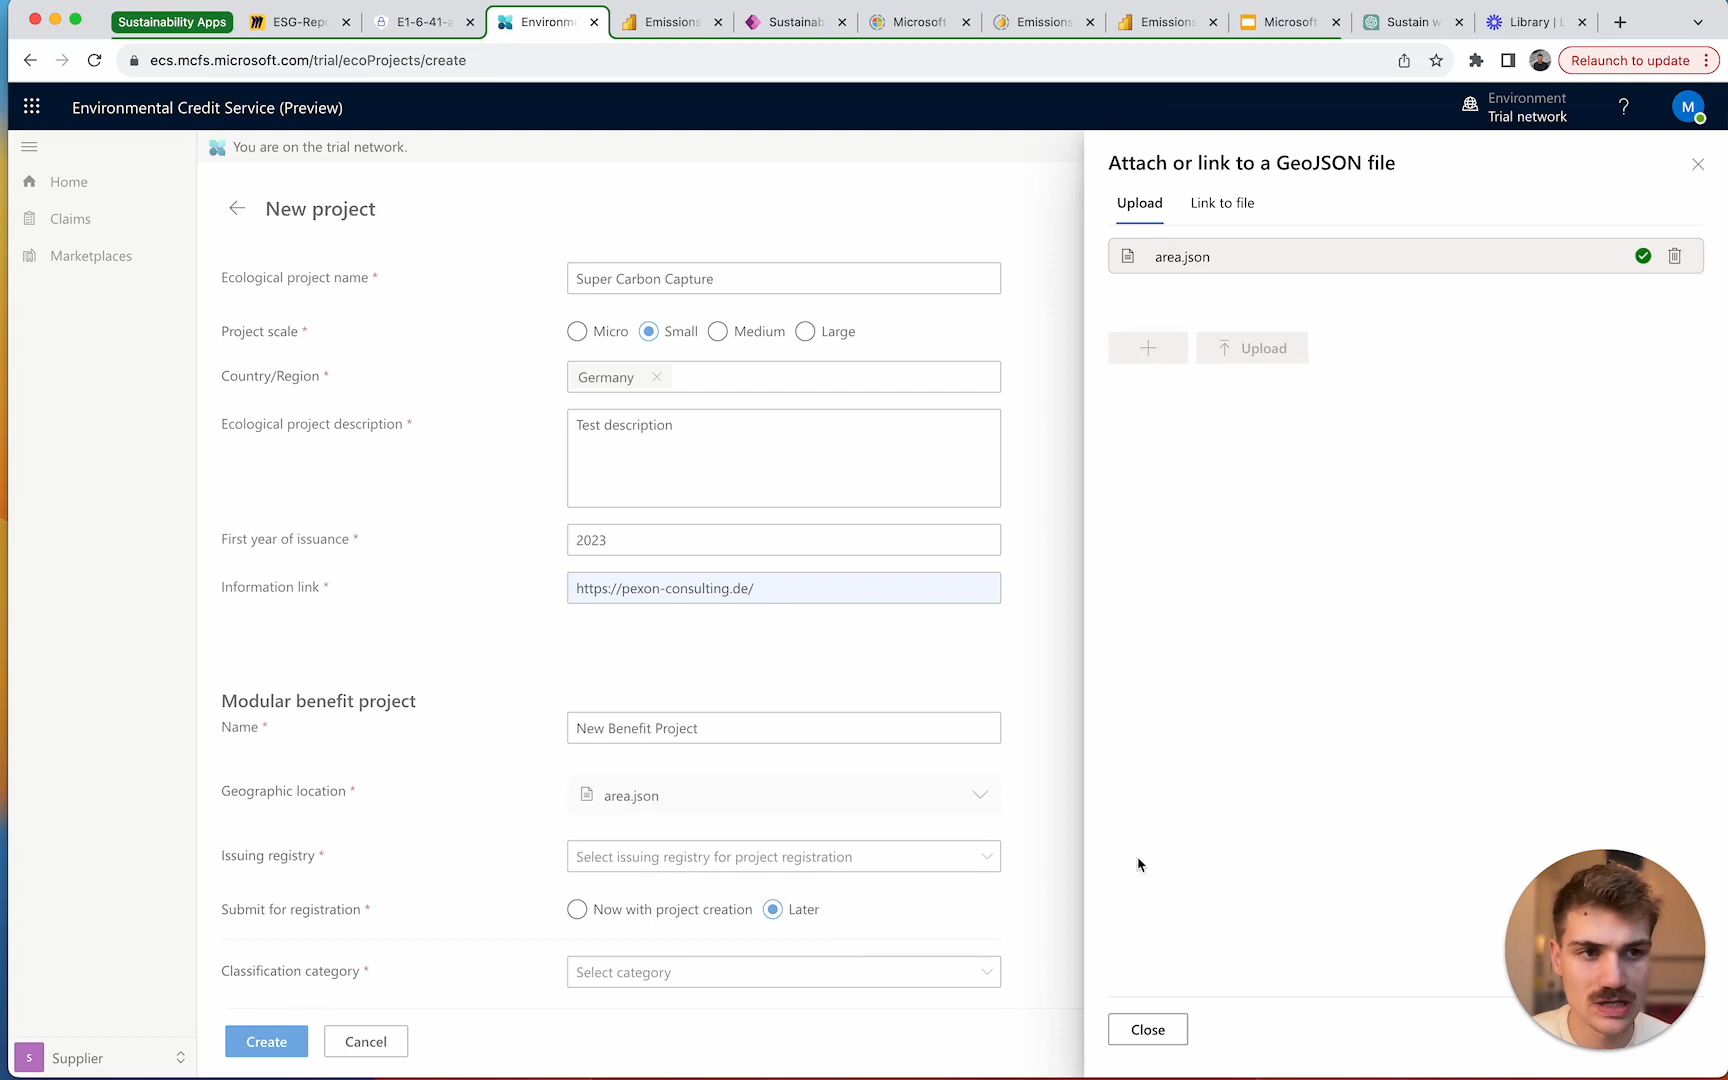 Sustainability Apps
ESG-Rep
E1-6-41-a
Environme
Emissions
Sustainab
Microsoft
Emissions
Emissions
Microsoft
Sustain w
Library | L
ecs.mcfs.microsoft.com/trial/ecoProjects/create
Relaunch to update
Environmental Credit Service (Preview)
Environment
Trial network
?
M
You are on the trial network.
Home
Claims
Marketplaces
New project
Ecological project name *
Super Carbon Capture
Project scale *
Micro
Small
Medium
Large
Country/Region *
Germany
Ecological project description *
Test description
First year of issuance *
2023
Information link *
https://pexon-consulting.de/
Modular benefit project
Name *
New Benefit Project
Geographic location *
area.json
Issuing registry *
Select issuing registry for project registration
Submit for registration *
Now with project creation
Later
Classification category *
Select category
Create
Cancel
S
Supplier
Attach or link to a GeoJSON file
Upload
Link to file
area.json
Upload
Close